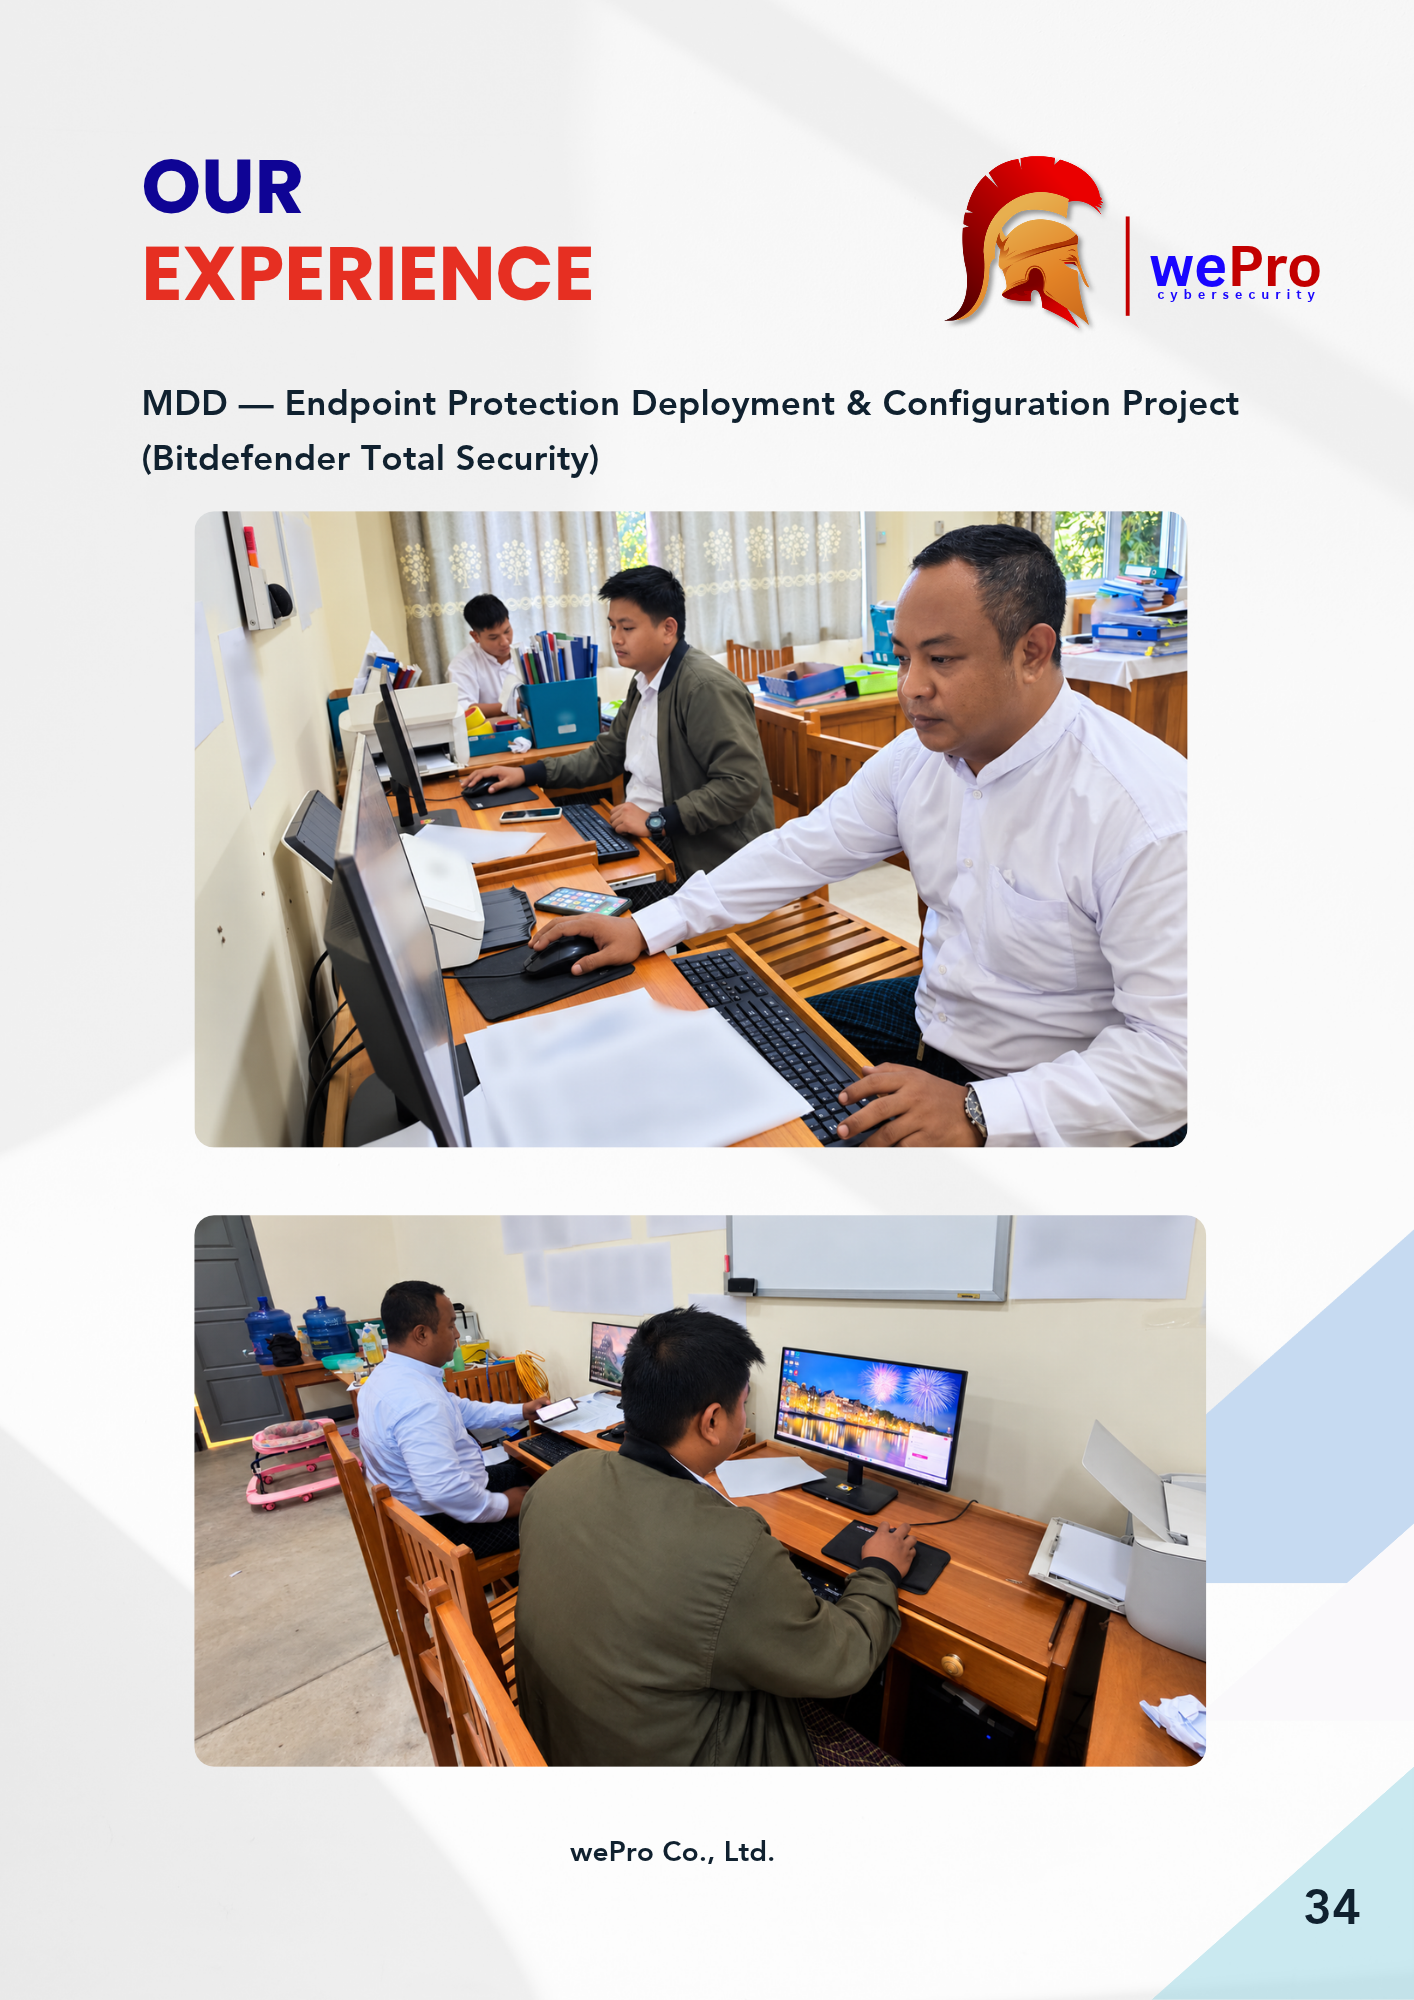 OUR
EXPERIENCE
wePro
cybersecurity
MDD — Endpoint Protection Deployment & Configuration Project
(Bitdefender Total Security)
wePro Co., Ltd.
34